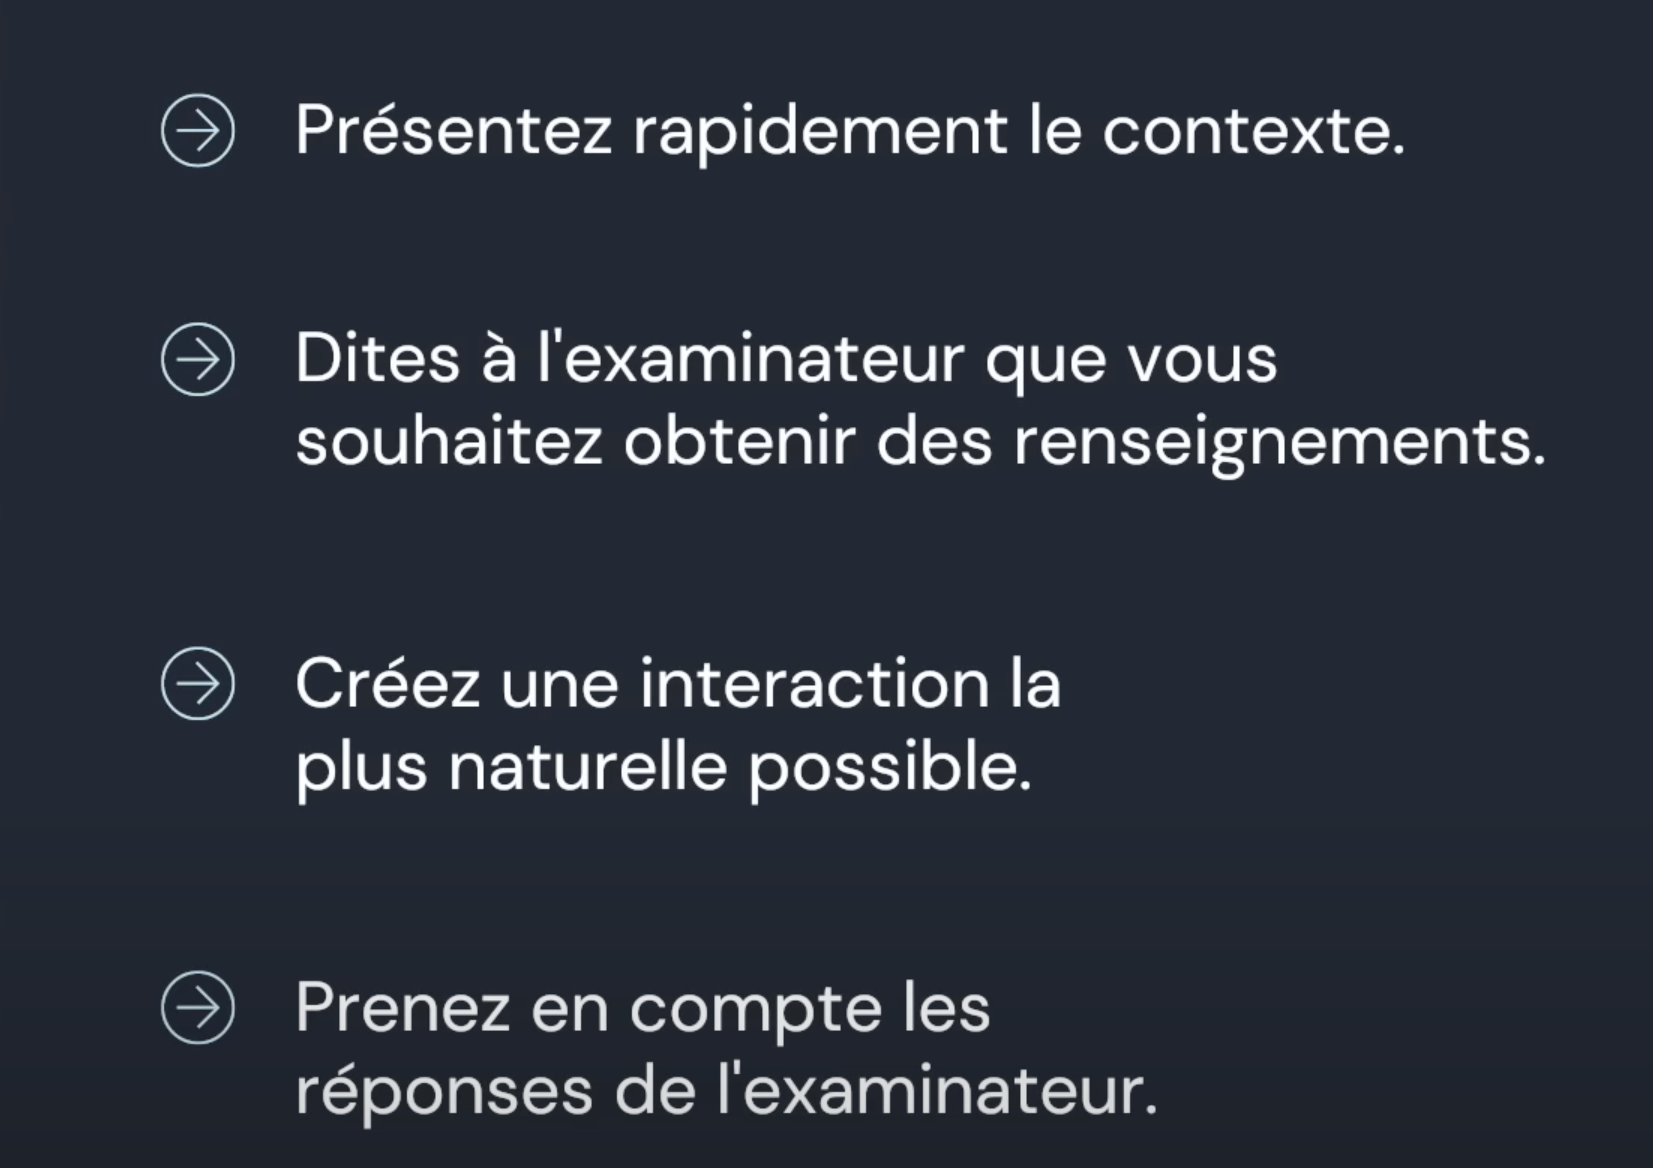 Présentez rapidement le contexte.
Dites à l'examinateur que vous
souhaitez obtenir des renseignements.
Créez une interaction la
plus naturelle possible.
Prenez en compte les
réponses de l'examinateur.